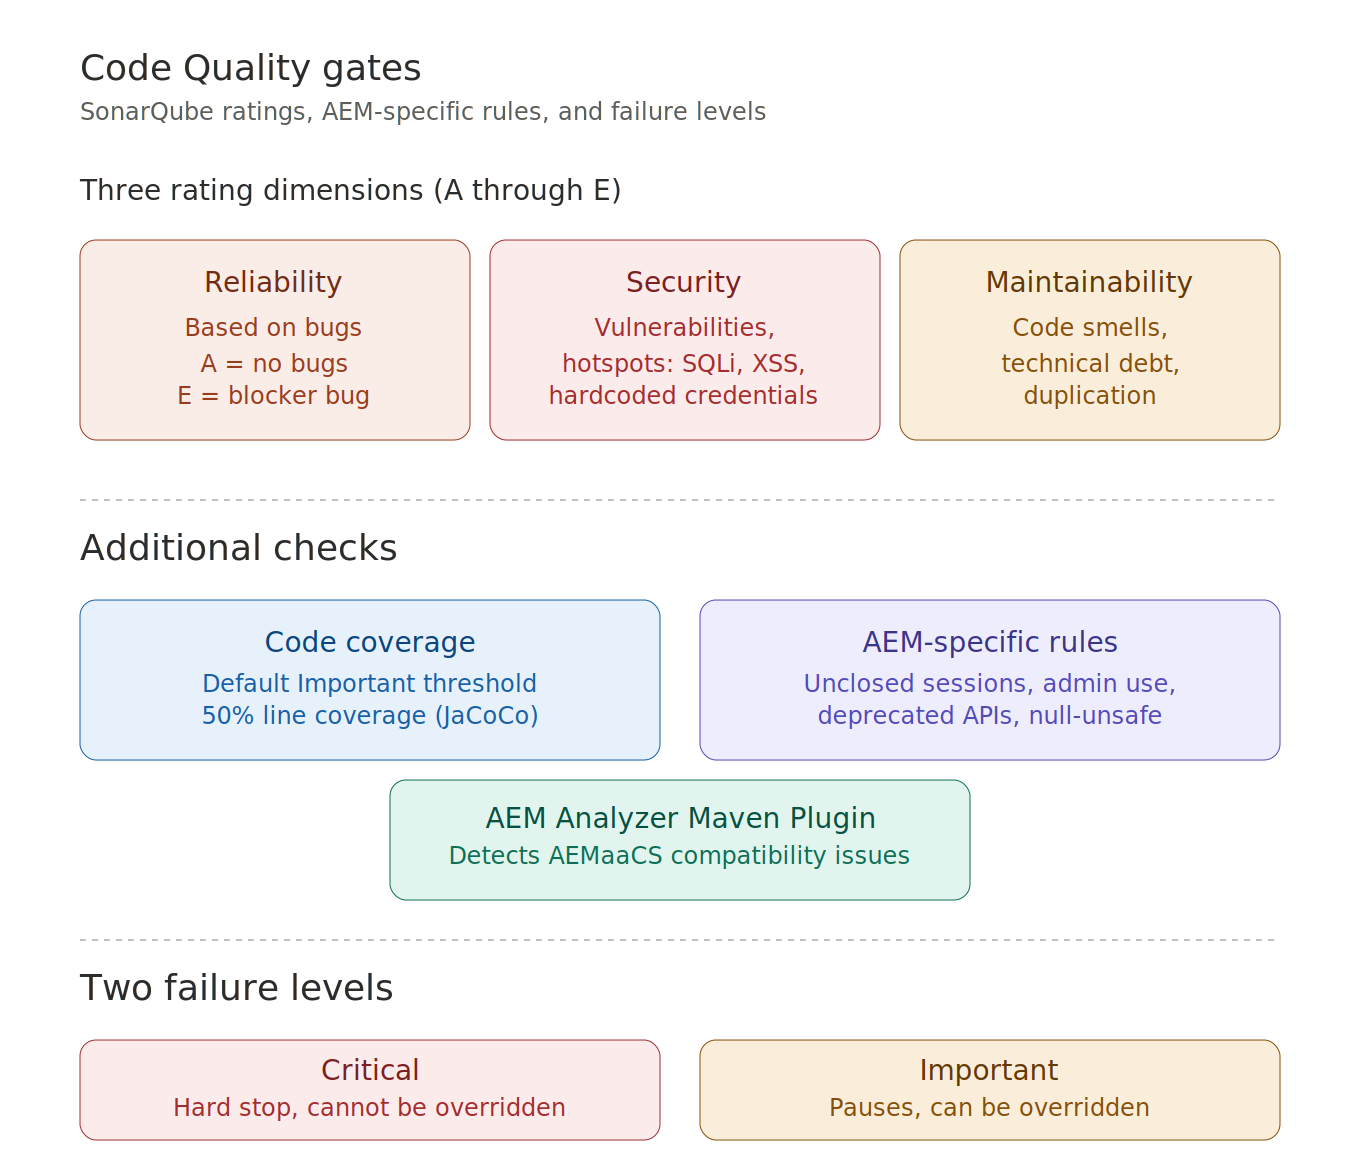 Code Quality gates
SonarQube ratings, AEM-specific rules, and failure levels
Three rating dimensions (A through E)
Reliability
Based on bugs
A = no bugs
E = blocker bug
Security
Vulnerabilities,
hotspots: SQLi, XSS,
hardcoded credentials
Maintainability
Code smells,
technical debt,
duplication
Additional checks
Code coverage
Default Important threshold
50% line coverage (JaCoCo)
AEM-specific rules
Unclosed sessions, admin use,
deprecated APIs, null-unsafe
AEM Analyzer Maven Plugin
Detects AEMaaCS compatibility issues
Two failure levels
Critical
Hard stop, cannot be overridden
Important
Pauses, can be overridden